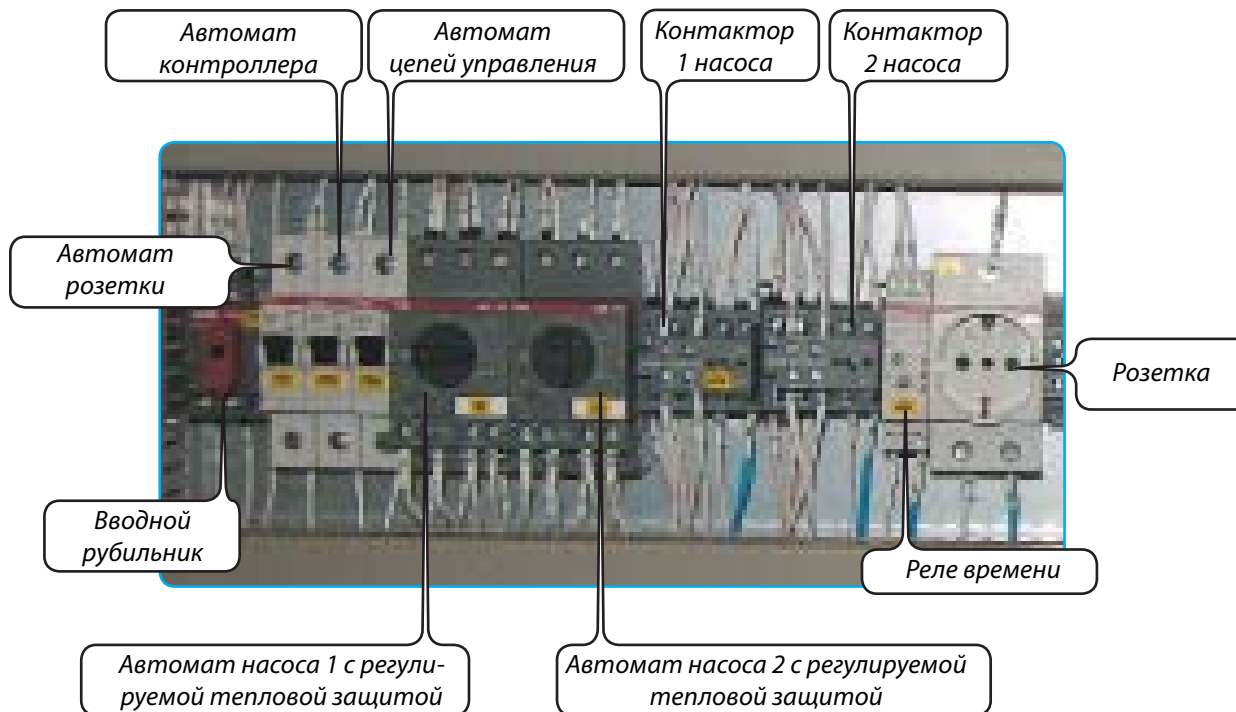 Автомат
контроллера
Автомат
цепей управления
Контактор
1 насоса
Контактор
2 насоса
Автомат
розетки
Розетка
Вводной
рубильник
Реле времени
Автомат насоса 1 с регули-
руемой тепловой защитой
Автомат насоса 2 с регулируемой
тепловой защитой